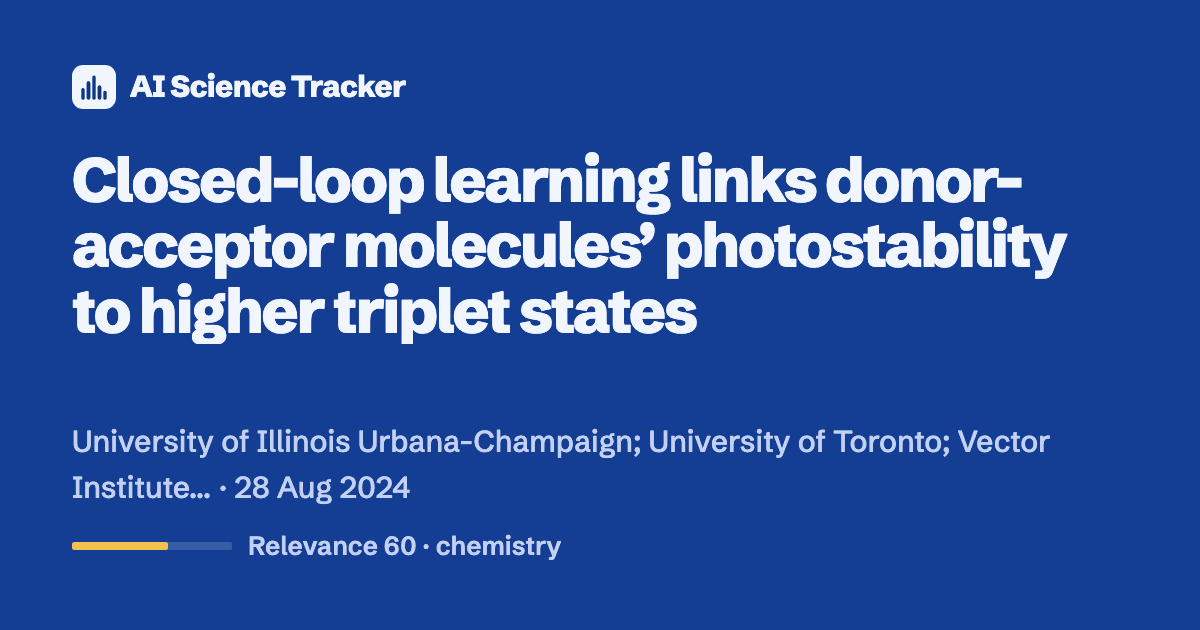 AI Science Tracker
Closed-loop learning links donor-
acceptor molecules’ photostability
to higher triplet states
University of Illinois Urbana-Champaign; University of Toronto; Vector
Institute... · 28 Aug 2024
Relevance 60 · chemistry